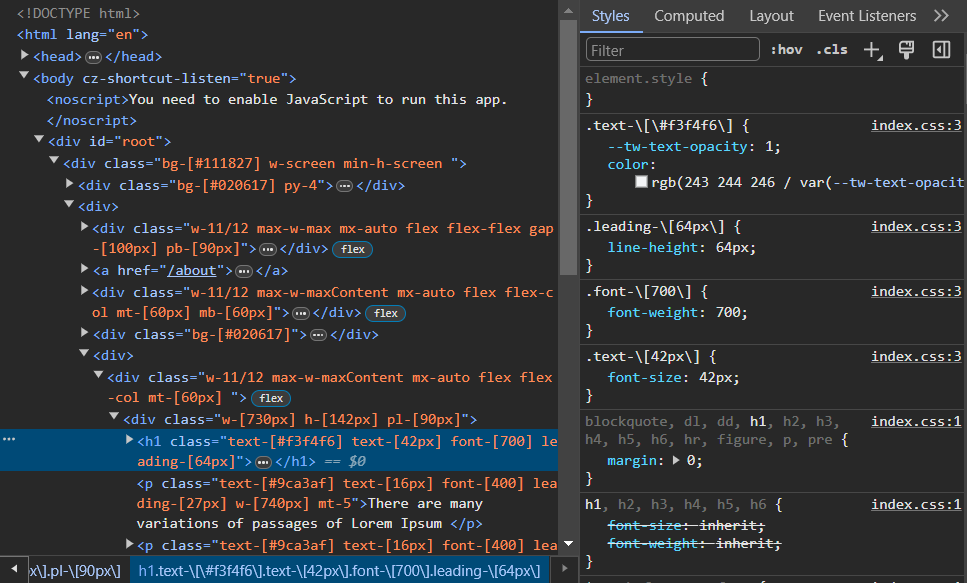 <!DOCTYPE html>
<html lang="en">
<head> ••• </head>
<body cz-shortcut-listen="true">
<noscript>You need to enable JavaScript to run this app.
</noscript>
<div id="root">
<div class="bg-[#111827] w-screen min-h-screen ">
<div class="bg-[#020617] py-4"> ••• </div>
<div>
<div class="w-11/12 max-w-max mx-auto flex flex-flex gap
-[100px] pb-[90px]"> ••• </div> flex
<a href="/about"> ••• </a>
<div class="w-11/12 max-w-maxContent mx-auto flex flex-c
ol mt-[60px] mb-[60px]"> ••• </div> flex
<div class="bg-[#020617]"> ••• </div>
<div>
<div class="w-11/12 max-w-maxContent mx-auto flex flex
-col mt-[60px] "> flex
<div class="w-[730px] h-[142px] pl-[90px]">
••• <h1 class="text-[#f3f4f6] text-[42px] font-[700] le
ading-[64px]"> ••• </h1> == $0
<p class="text-[#9ca3af] text-[16px] font-[400] lea
ding-[27px] w-[740px] mt-5">There are many
variations of passages of Lorem Ipsum </p>
<p class="text-[#9ca3af] text-[16px] font-[400] lea
x\].pl-\[90px\] h1.text-\[\#f3f4f6\].text-\[42px\].font-\[700\].leading-\[64px\]
Styles Computed Layout Event Listeners
Filter :hov .cls
element.style {
}
.text-\[\#f3f4f6\] { index.css:3
--tw-text-opacity: 1;
color:
rgb(243 244 246 / var(--tw-text-opacit
}
.leading-\[64px\] { index.css:3
line-height: 64px;
}
.font-\[700\] { index.css:3
font-weight: 700;
}
.text-\[42px\] { index.css:3
font-size: 42px;
}
blockquote, dl, dd, h1, h2, h3, index.css:1
h4, h5, h6, hr, figure, p, pre {
margin: 0;
}
h1, h2, h3, h4, h5, h6 { index.css:1
font-size: inherit;
font-weight: inherit;
}